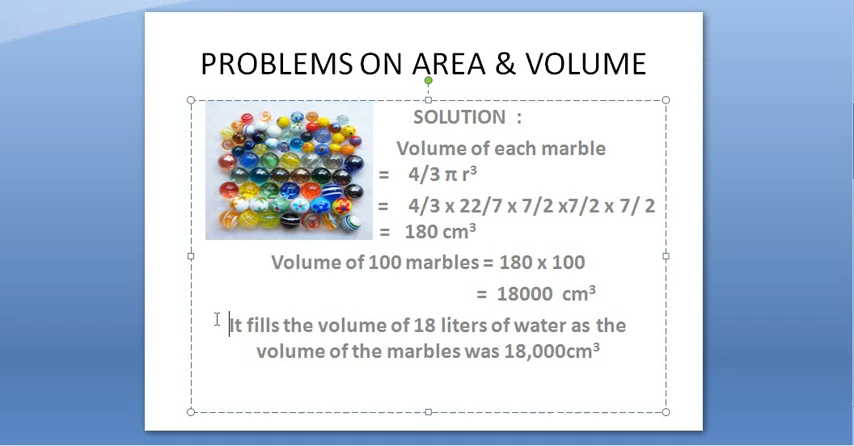 PROBLEMS ON AREA & VOLUME
SOLUTION :
Volume of each marble
= 4/3 π r³
= 4/3 x 22/7 x 7/2 x7/2 x 7/ 2
= 180 cm³
Volume of 100 marbles = 180 x 100
= 18000 cm³
It fills the volume of 18 liters of water as the
volume of the marbles was 18,000cm³